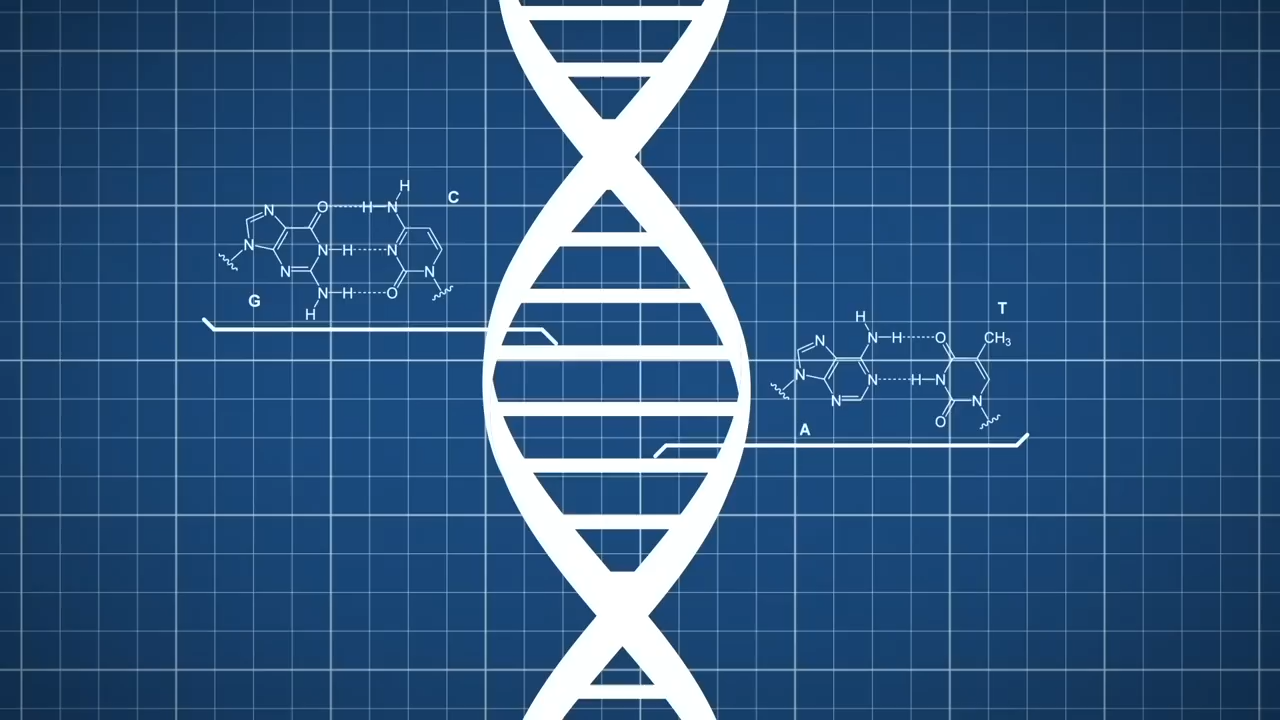 H
N O H N C
N N H N
N N H O N
G H
T
H
N N H O CH3
N N H N
N O N
A